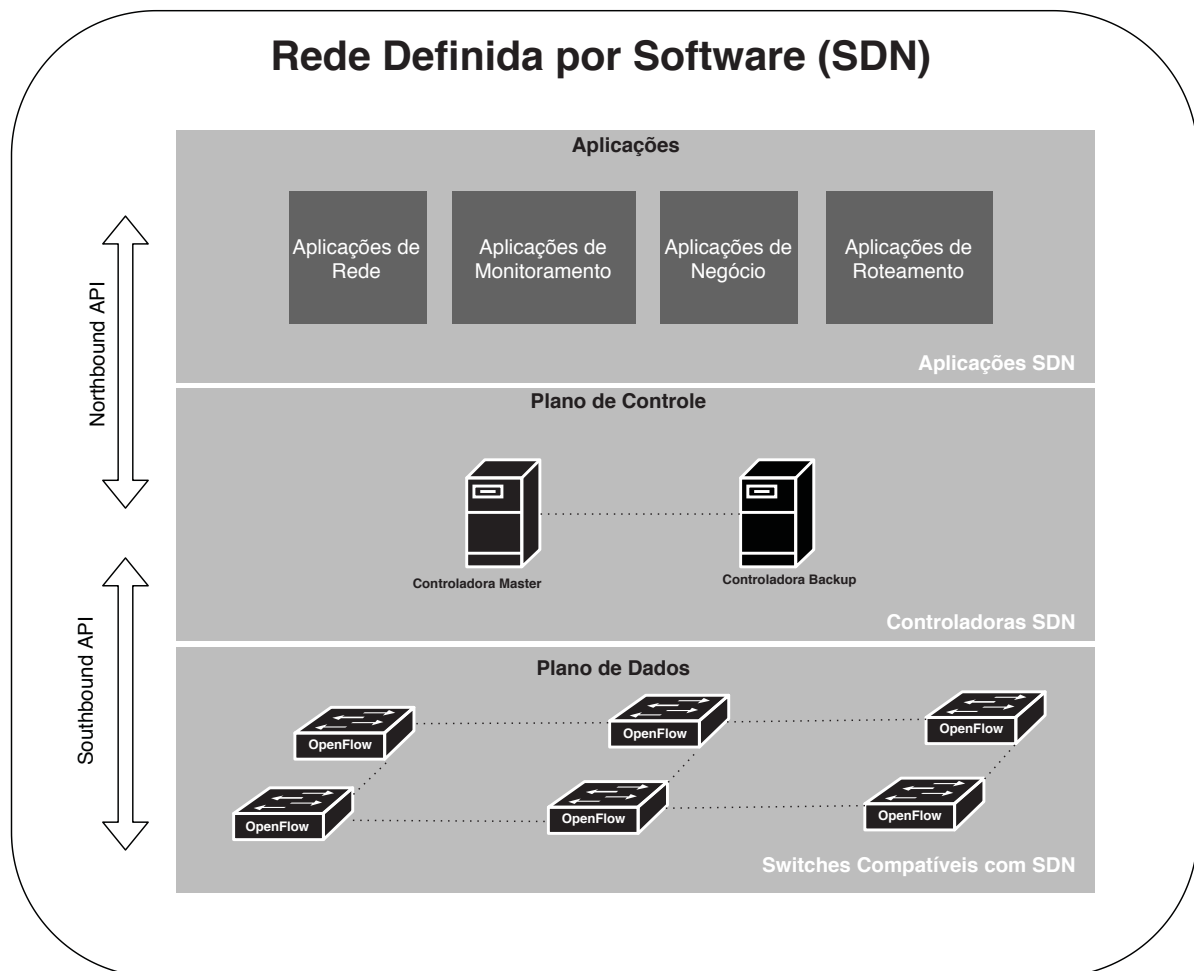 Rede Definida por Software (SDN)
Aplicações
Aplicações de
Rede
Aplicações de
Monitoramento
Aplicações de
Negócio
Aplicações de
Roteamento
Aplicações SDN
Northbound API
Plano de Controle
Controladora Master
Controladora Backup
Controladoras SDN
Southbound API
Plano de Dados
OpenFlow
OpenFlow
OpenFlow
OpenFlow
OpenFlow
OpenFlow
Switches Compatíveis com SDN